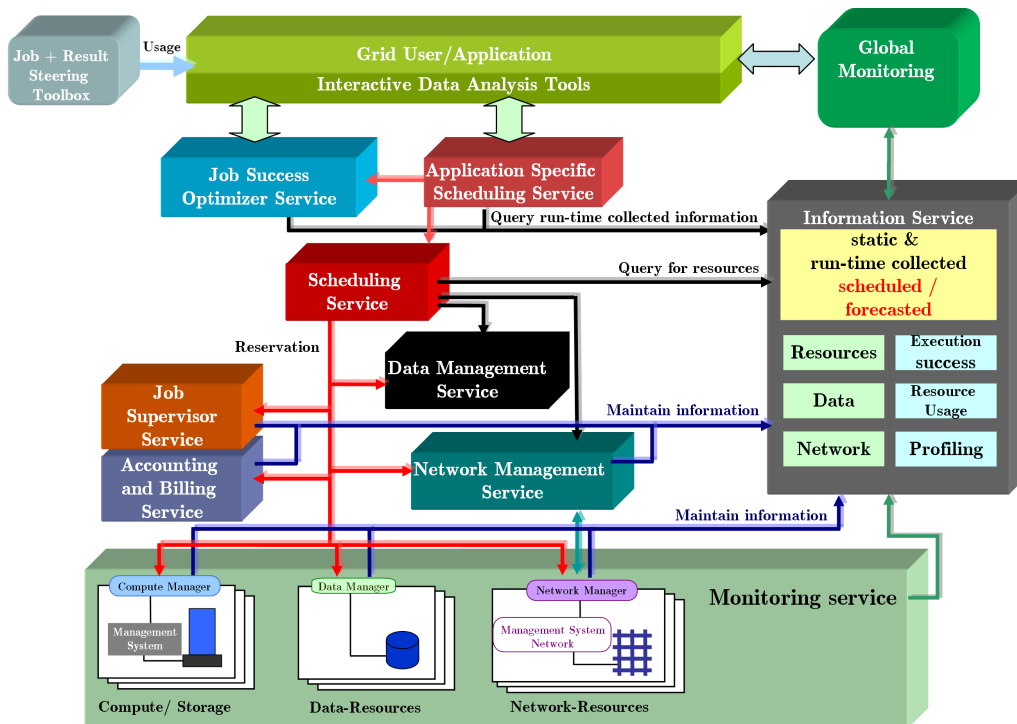 Job + Result
Steering
Toolbox
Usage
Grid User/Application
Interactive Data Analysis Tools
Global
Monitoring
Job Success
Optimizer Service
Application Specific
Scheduling Service
Query run-time collected information
Information Service
static &
run-time collected
scheduled /
forecasted
Scheduling
Service
Query for resources
Reservation
Resources
Execution
success
Data Management
Service
Data
Resource
Usage
Job
Supervisor
Service
Maintain information
Network
Profiling
Accounting
and Billing
Service
Network Management
Service
Maintain information
Monitoring service
Compute Manager
Management
System
Compute/ Storage
Data Manager
Data-Resources
Network Manager
Management System
Network
Network-Resources